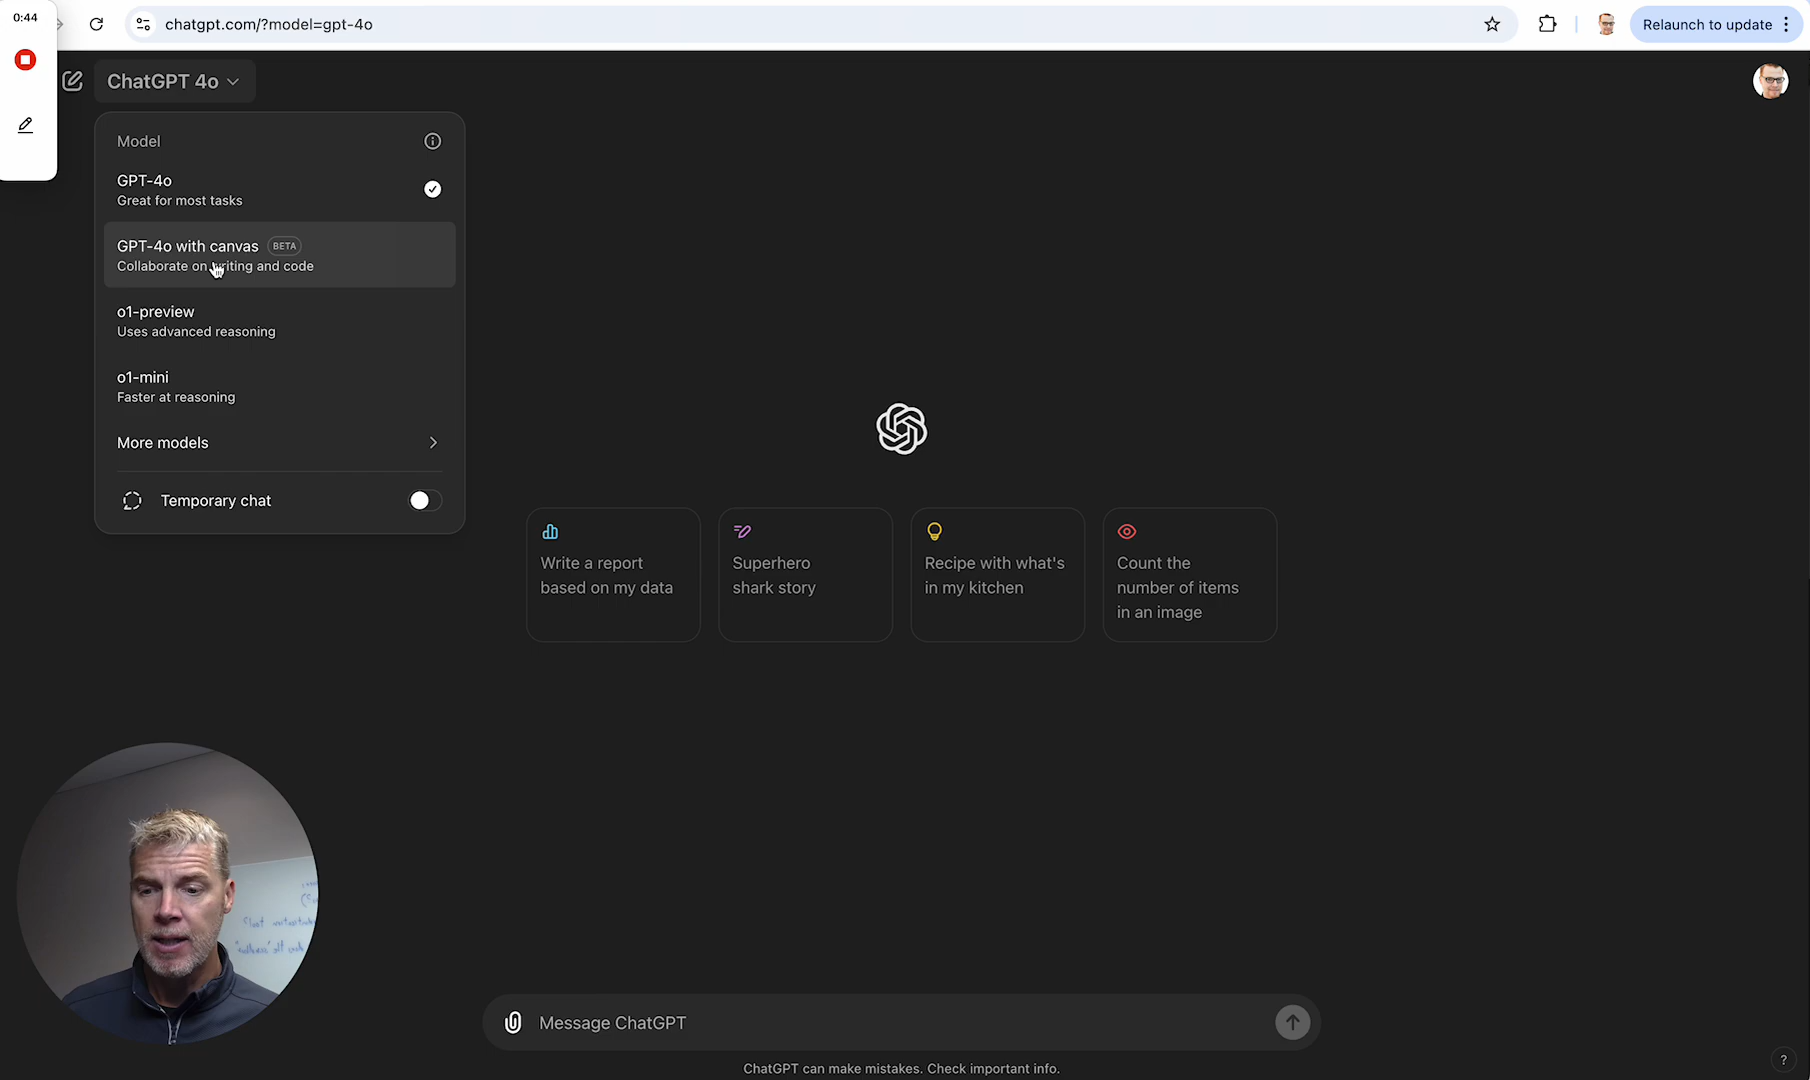 0:44
chatgpt.com/?model=gpt-4o
Relaunch to update
ChatGPT 4o
Model
GPT-4o
Great for most tasks
GPT-4o with canvas BETA
Collaborate on writing and code
o1-preview
Uses advanced reasoning
o1-mini
Faster at reasoning
More models
Temporary chat
Write a report
based on my data
Superhero
shark story
Recipe with what's
in my kitchen
Count the
number of items
in an image
Message ChatGPT
ChatGPT can make mistakes. Check important info.
?